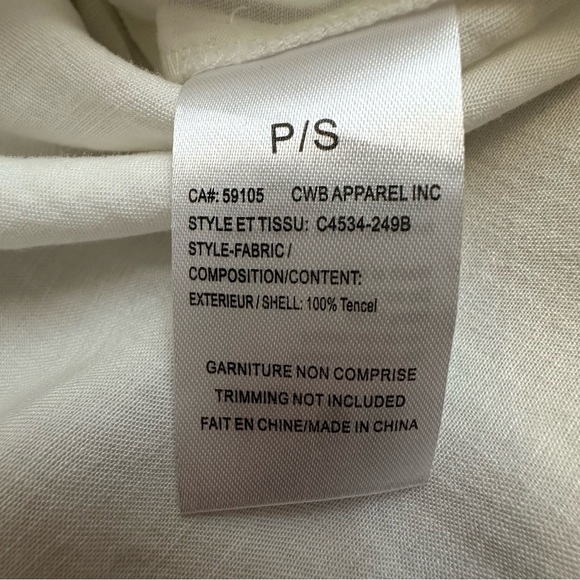 P/S
CA#: 59105 CWB APPAREL INC
STYLE ET TISSU: C4534-249B
STYLE-FABRIC /
COMPOSITION/CONTENT:
EXTERIEUR / SHELL: 100% Tencel
GARNITURE NON COMPRISE
TRIMMING NOT INCLUDED
FAIT EN CHINE/MADE IN CHINA